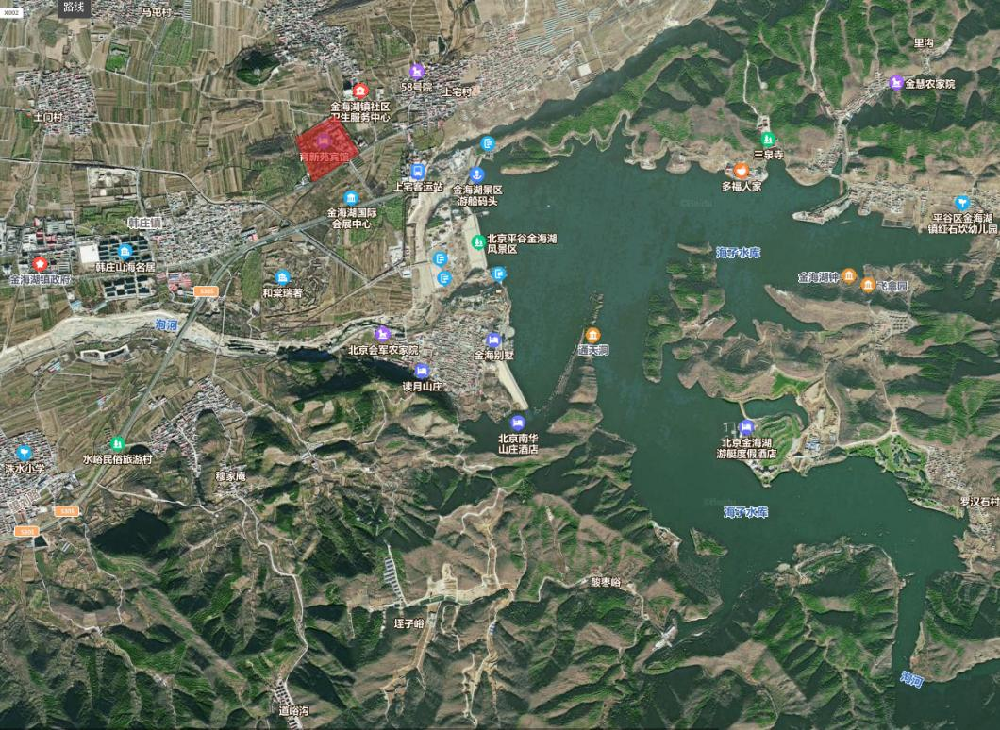 X002
路线
马屯村
里沟
58号院
上宅村
金慧农家院
金海湖镇社区
卫生服务中心
土门村
育新苑宾馆
三泉寺
多福人家
上宅客运站
金海湖景区
游船码头
金海湖国际
会展中心
平谷区金海湖
镇红石坎幼儿园
韩庄镇
北京平谷金海湖
风景区
海子水库
韩庄山海名居
金海湖镇政府
金海湖钟
飞禽园
和棠瑞著
泃河
北京会军农家院
金海别墅
通天洞
读月山庄
北京南华
山庄酒店
北京金海湖
游艇度假酒店
洙水小学
水峪民俗旅游村
穆家庵
海子水库
罗汉石村
酸枣峪
垤子峪
泃河
道峪沟